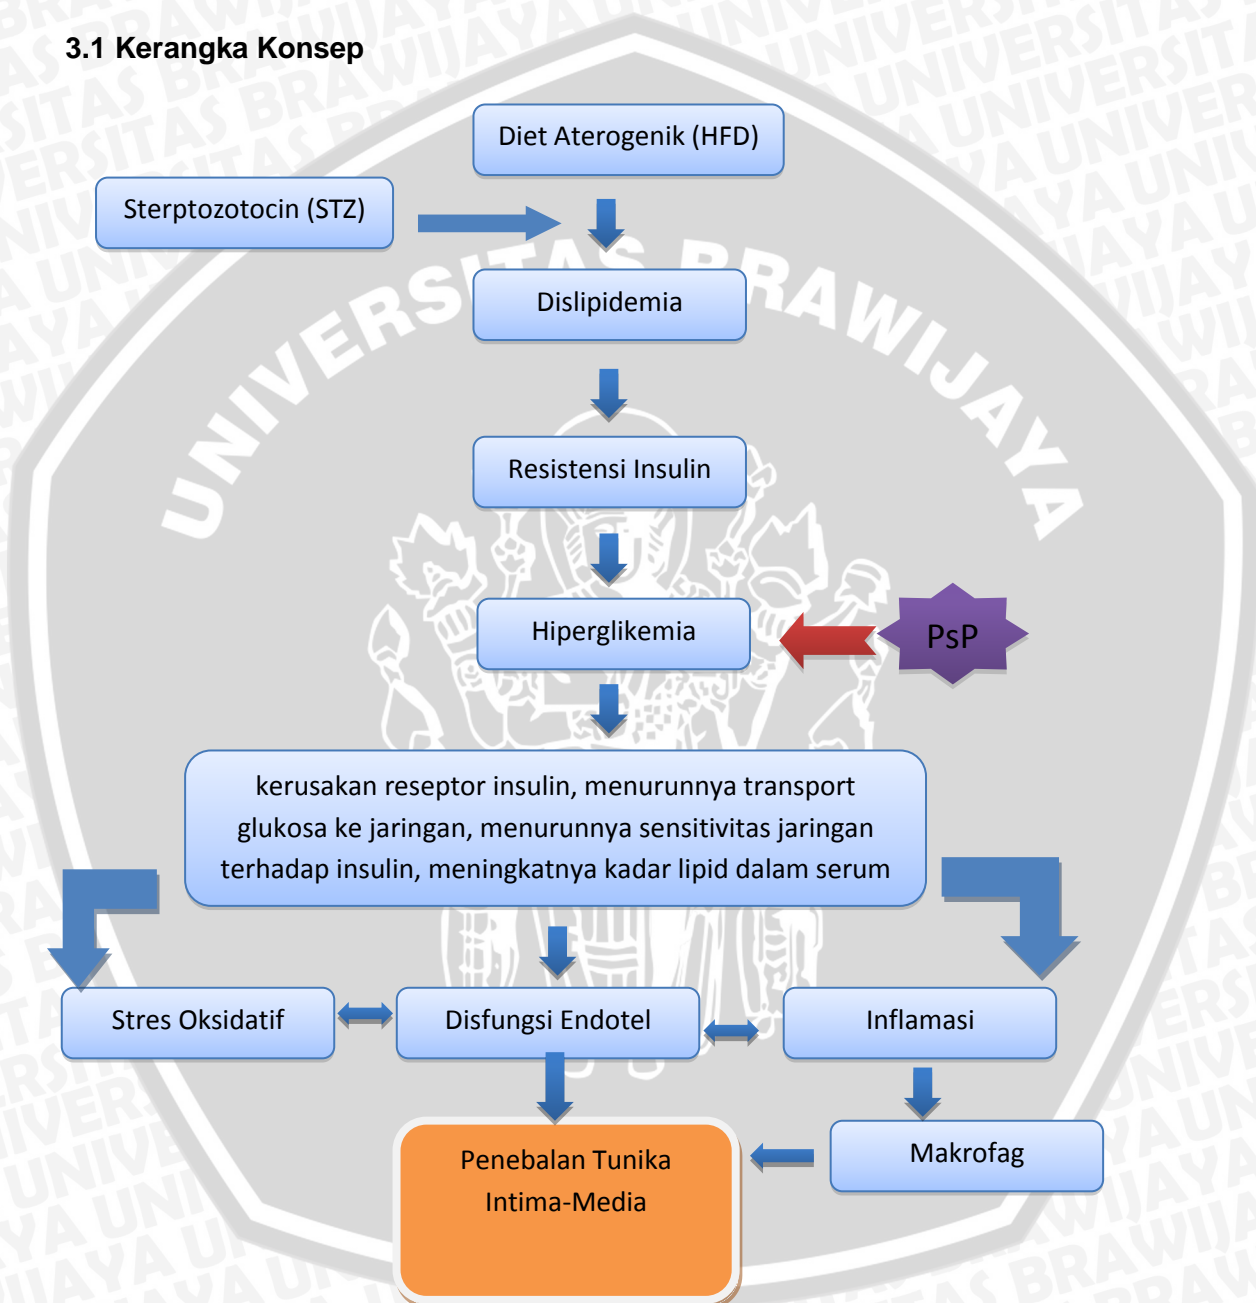 3.1 Kerangka Konsep
Diet Aterogenik (HFD)
Sterptozotocin (STZ)
UNIVERSITAS BRAWIJAYA
Dislipidemia
Resistensi Insulin
Hiperglikemia
PsP
kerusakan reseptor insulin, menurunnya transport
glukosa ke jaringan, menurunnya sensitivitas jaringan
terhadap insulin, meningkatnya kadar lipid dalam serum
Stres Oksidatif
Disfungsi Endotel
Inflamasi
Makrofag
Penebalan Tunika
Intima-Media